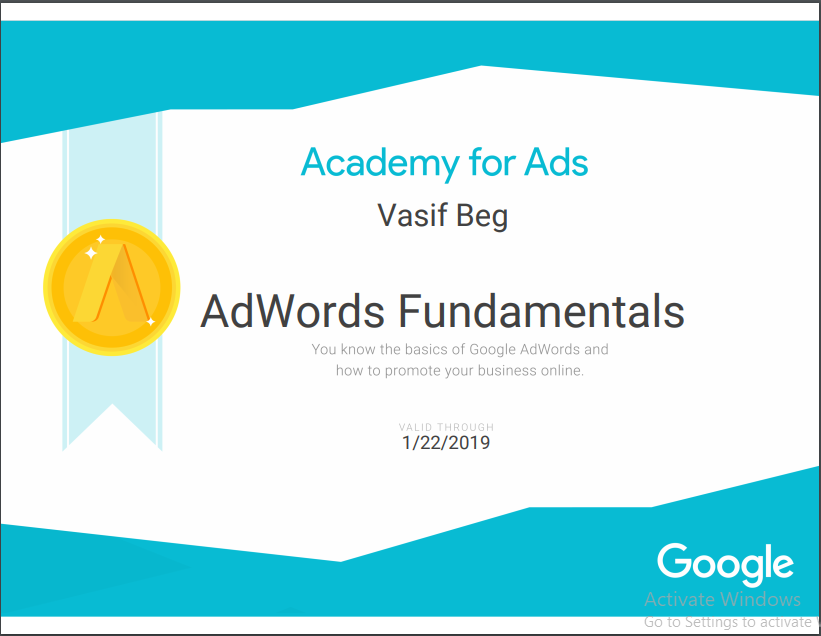 Academy for Ads
Vasif Beg
AdWords Fundamentals
You know the basics of Google AdWords and
how to promote your business online.
VALID THROUGH
1/22/2019
Google
Activate Windows
Go to Settings to activate